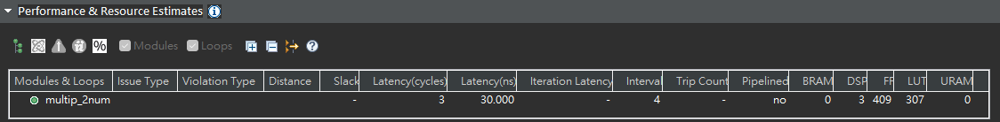 Performance & Resource Estimates
% Modules Loops
Modules & Loops Issue Type Violation Type Distance Slack Latency(cycles) Latency(ns) Iteration Latency Interval Trip Count Pipelined BRAM DSP FF LUT URAM
multip_2num - 3 30.000 - 4 - no 0 3 409 307 0